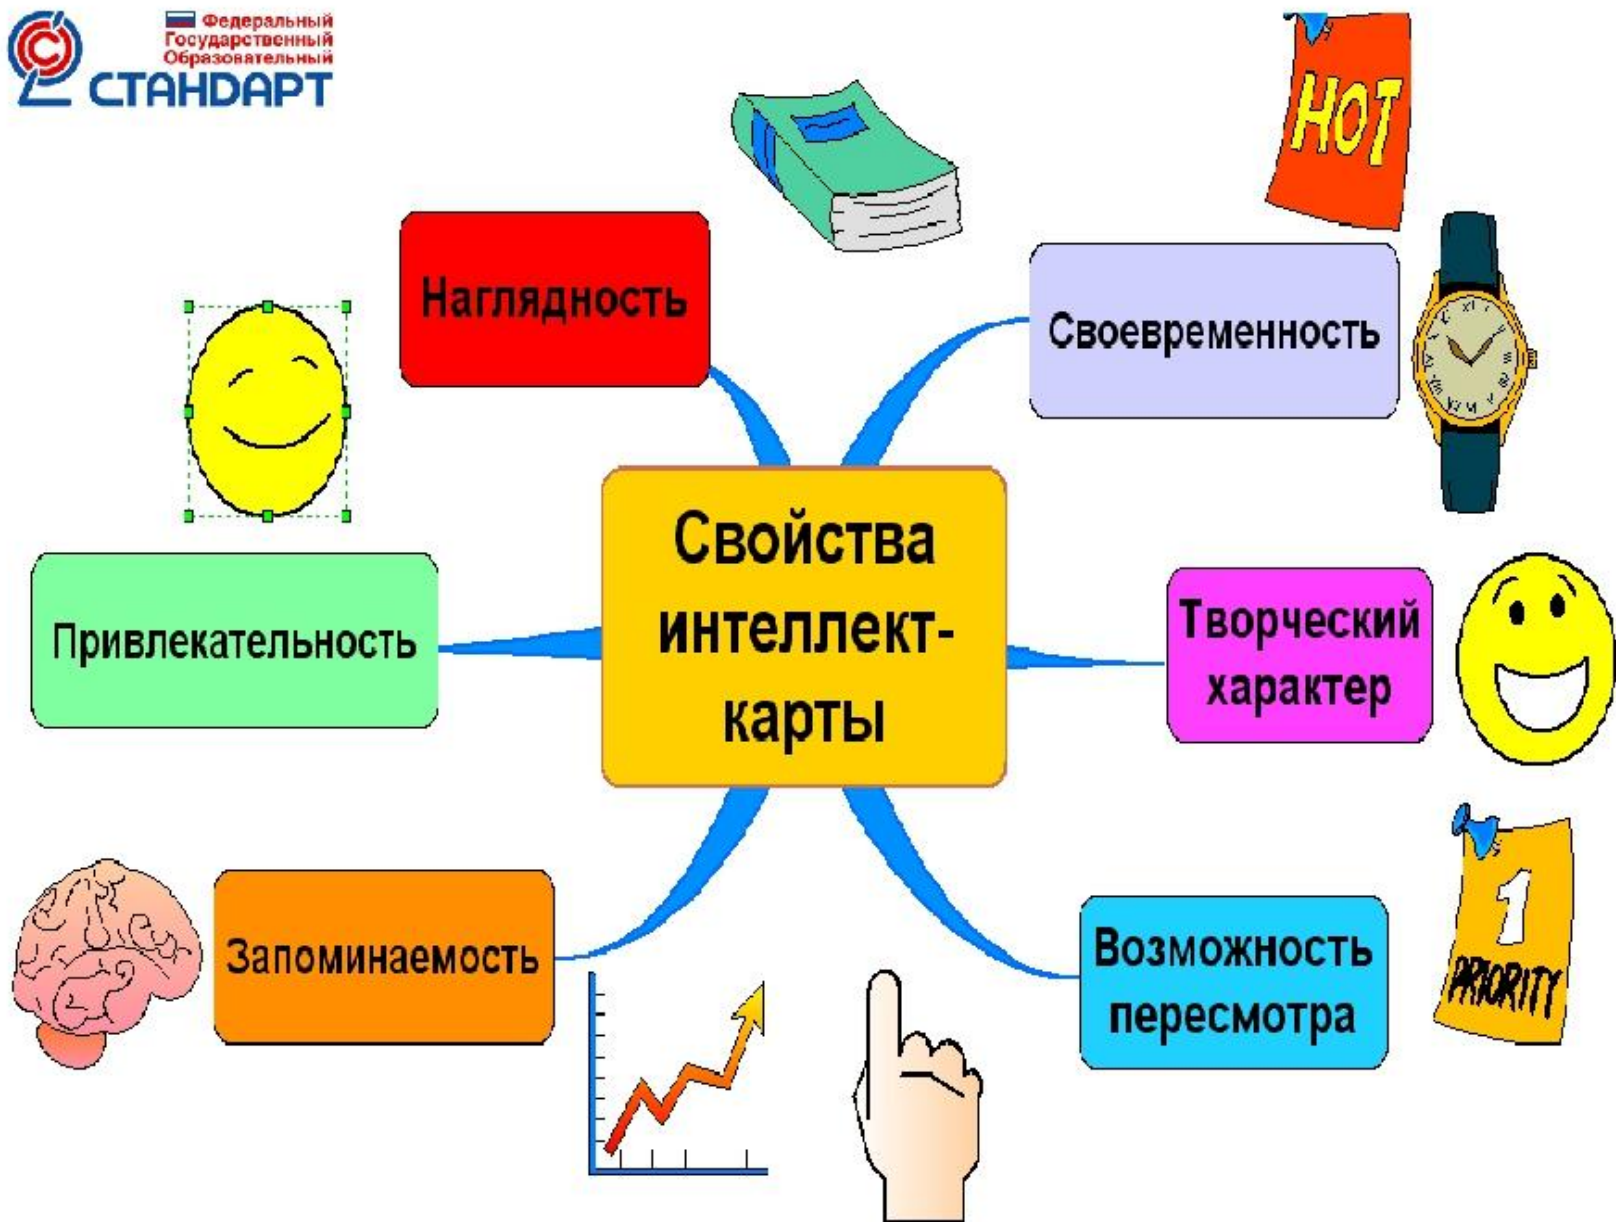 Федеральный
Государственный
Образовательный
СТАНДАРТ
HOT
Наглядность
Своевременность
Свойства
интеллект-
карты
Привлекательность
Творческий
характер
Запоминаемость
Возможность
пересмотра
1
PRIORITY